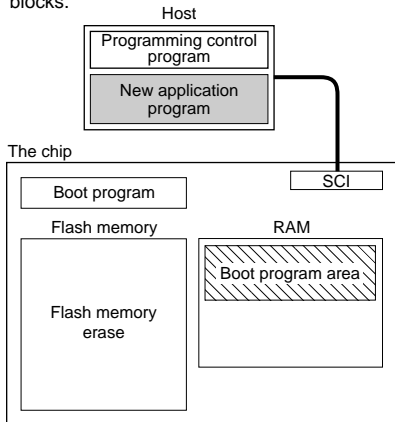 blocks.
Host
Programming control
program
New application
program
The chip
SCI
Boot program
Flash memory
RAM
Boot program area
Flash memory
erase